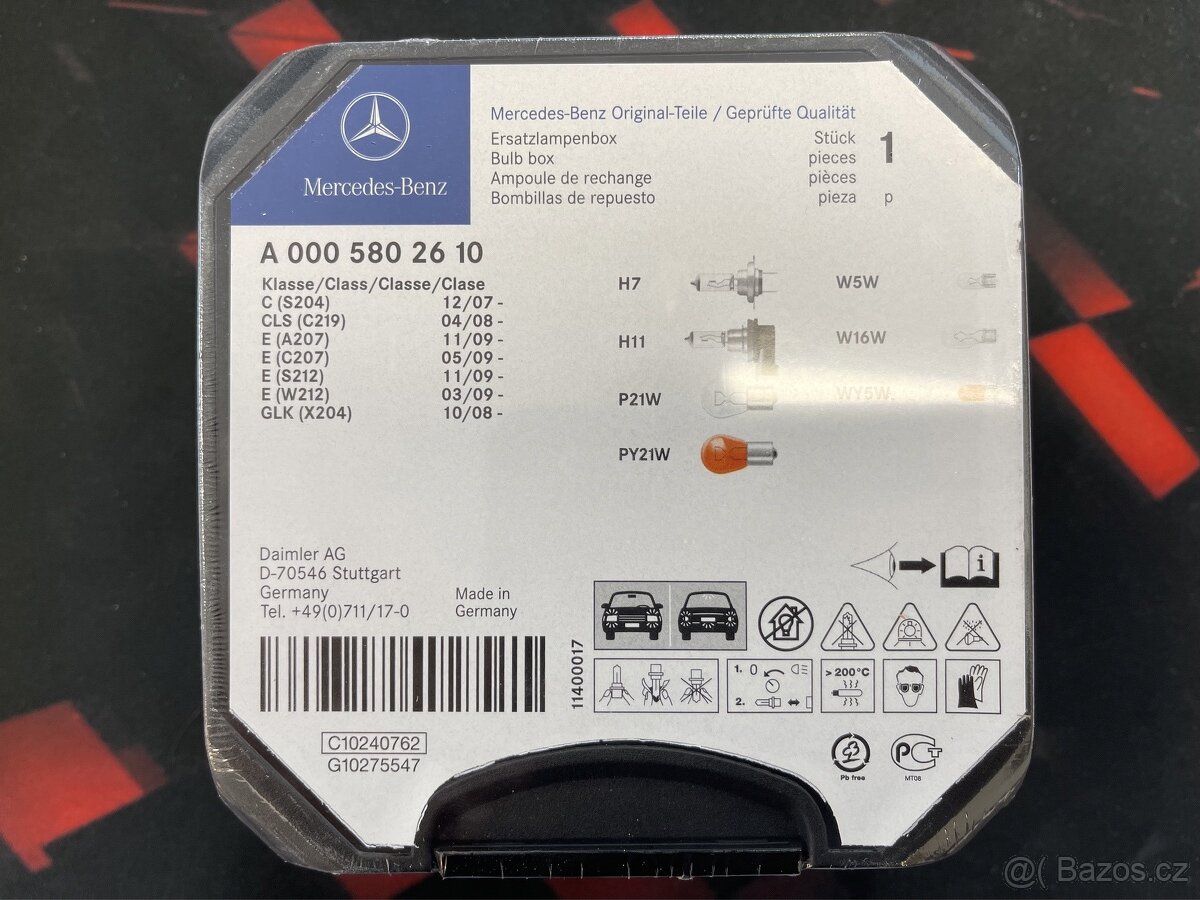 Mercedes-Benz
Mercedes-Benz Original-Teile / Geprüfte Qualität
Ersatzlampenbox Stück 1
Bulb box pieces
Ampoule de rechange pièces
Bombillas de repuesto pieza p
A 000 580 26 10
Klasse/Class/Classe/Clase
C (S204) 12/07 -
CLS (C219) 04/08 -
E (A207) 11/09 -
E (C207) 05/09 -
E (S212) 11/09 -
E (W212) 03/09 -
GLK (X204) 10/08 -
H7 W5W
H11 W16W
P21W WY5W
PY21W
Daimler AG
D-70546 Stuttgart
Germany
Tel. +49(0)711/17-0
Made in
Germany
11400017
i
1. 0
2.
> 200°C
C10240762
G10275547
Pb free
PCT
MT08
@( Bazos.cz